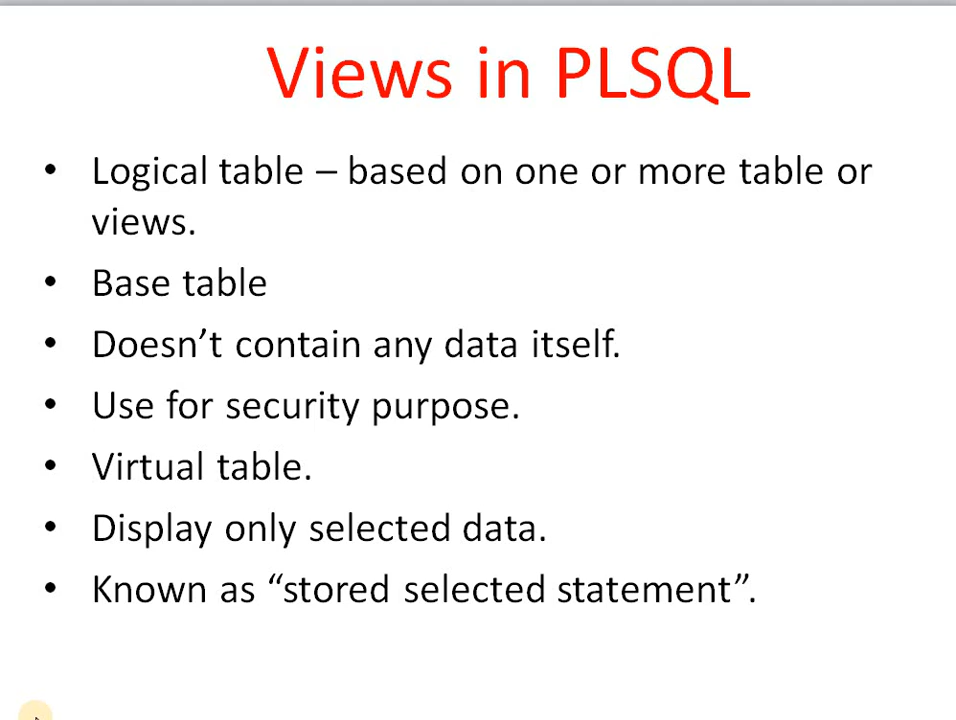 Views in PLSQL
• Logical table – based on one or more table or
views.
• Base table
• Doesn’t contain any data itself.
• Use for security purpose.
• Virtual table.
• Display only selected data.
• Known as “stored selected statement”.